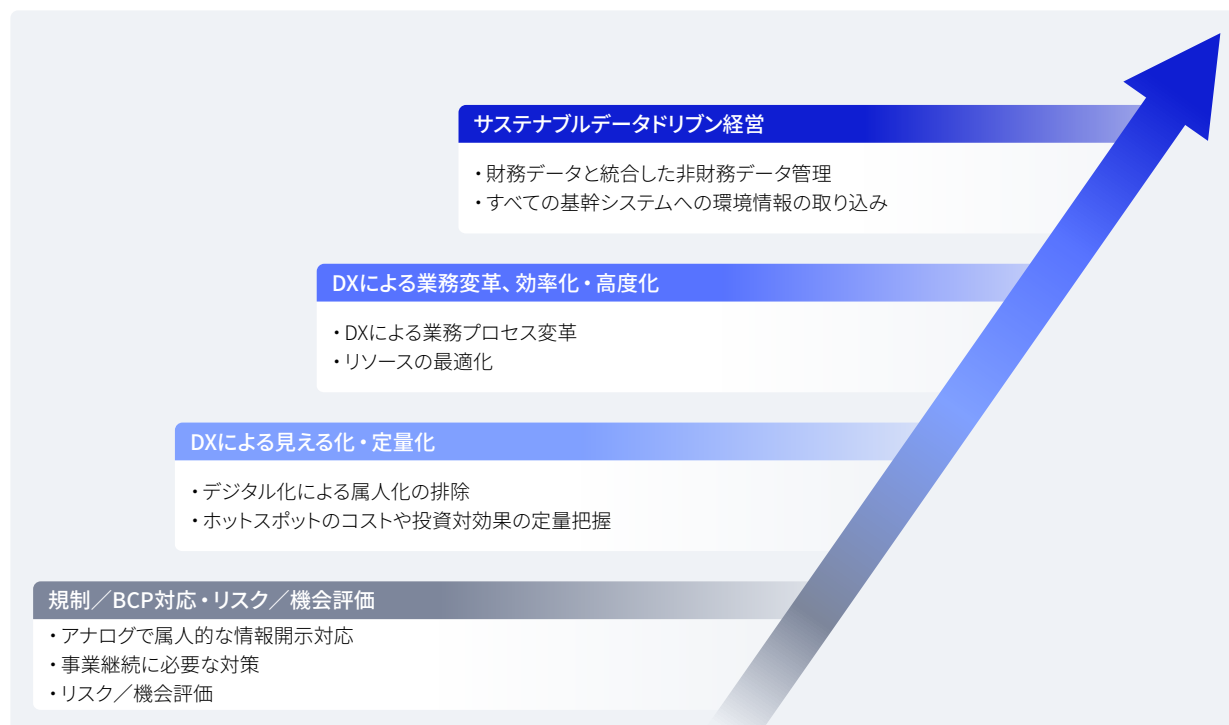 サステナブルデータドリブン経営
・財務データと統合した非財務データ管理
・すべての基幹システムへの環境情報の取り込み
DXによる業務変革、効率化・高度化
・DXによる業務プロセス変革
・リソースの最適化
DXによる見える化・定量化
・デジタル化による属人化の排除
・ホットスポットのコストや投資対効果の定量把握
規制／BCP対応・リスク／機会評価
・アナログで属人的な情報開示対応
・事業継続に必要な対策
・リスク／機会評価